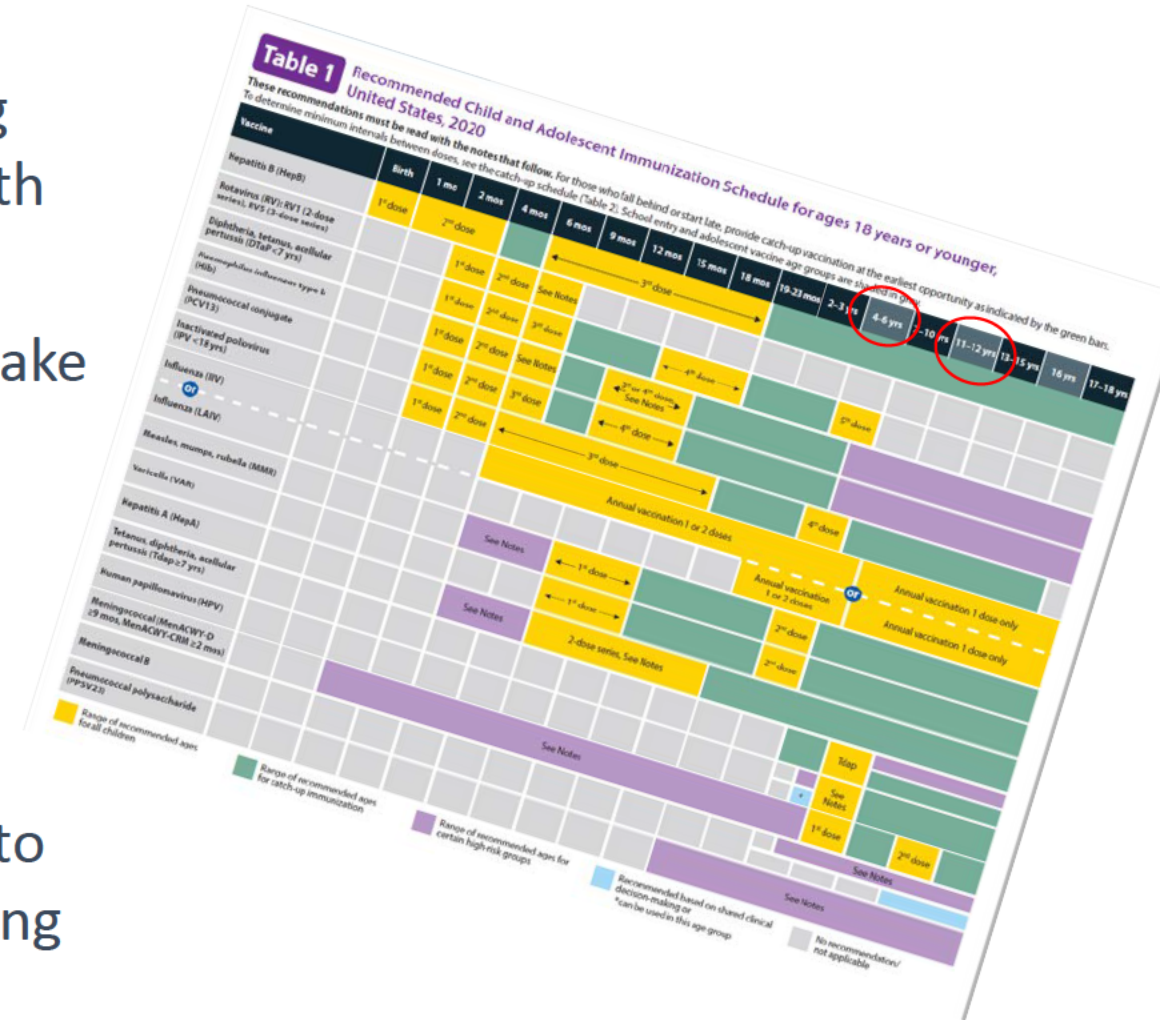 g
th
ake
to
ng
Table 1
Recommended Child and Adolescent Immunization Schedule for ages 18 years or younger,
United States, 2020
These recommendations must be read with the notes that follow. For those who fall behind or start late, provide catch-up vaccination at the earliest opportunity as indicated by the green bars.
To determine minimum intervals between doses, see the catch-up schedule (Table 2). School entry and adolescent vaccine age groups are shaded in gray.
Vaccine Birth 1 mo 2 mos 4 mos 6 mos 9 mos 12 mos 15 mos 18 mos 19-23 mos 2-3 yrs 4-6 yrs 7-10 yrs 11-12 yrs 13-15 yrs 16 yrs 17-18 yrs
Hepatitis B (HepB) 1st dose 2nd dose 3rd dose
Rotavirus (RV): RV1 (2-dose
series), RV5 (3-dose series) 1st dose 2nd dose See Notes
Diphtheria, tetanus, acellular
pertussis (DTaP <7 yrs) 1st dose 2nd dose 3rd dose 4th dose 5th dose
Haemophilus influenzae type b
(Hib) 1st dose 2nd dose See Notes 3rd or 4th dose,
See Notes
Pneumococcal conjugate
(PCV13) 1st dose 2nd dose 3rd dose 4th dose
Inactivated poliovirus
(IPV <18 yrs) 1st dose 2nd dose 3rd dose 4th dose
Influenza (IIV) Annual vaccination 1 or 2 doses Annual vaccination 1 dose only
or or
Influenza (LAIV) Annual vaccination
1 or 2 doses Annual vaccination 1 dose only
Measles, mumps, rubella (MMR) See Notes 1st dose 2nd dose
Varicella (VAR) 1st dose 2nd dose
Hepatitis A (HepA) See Notes 2-dose series, See Notes
Tetanus, diphtheria, acellular
pertussis (Tdap ≥7 yrs) Tdap
Human papillomavirus (HPV) * See
Notes
Meningococcal (MenACWY-D
≥9 mos, MenACWY-CRM ≥2 mos) See Notes 1st dose 2nd dose
Meningococcal B See Notes
Pneumococcal polysaccharide
(PPSV23) See Notes
Range of recommended ages
for all children
Range of recommended ages
for catch-up immunization
Range of recommended ages for
certain high-risk groups
Recommended based on shared clinical
decision-making or
*can be used in this age group
No recommendation/
not applicable